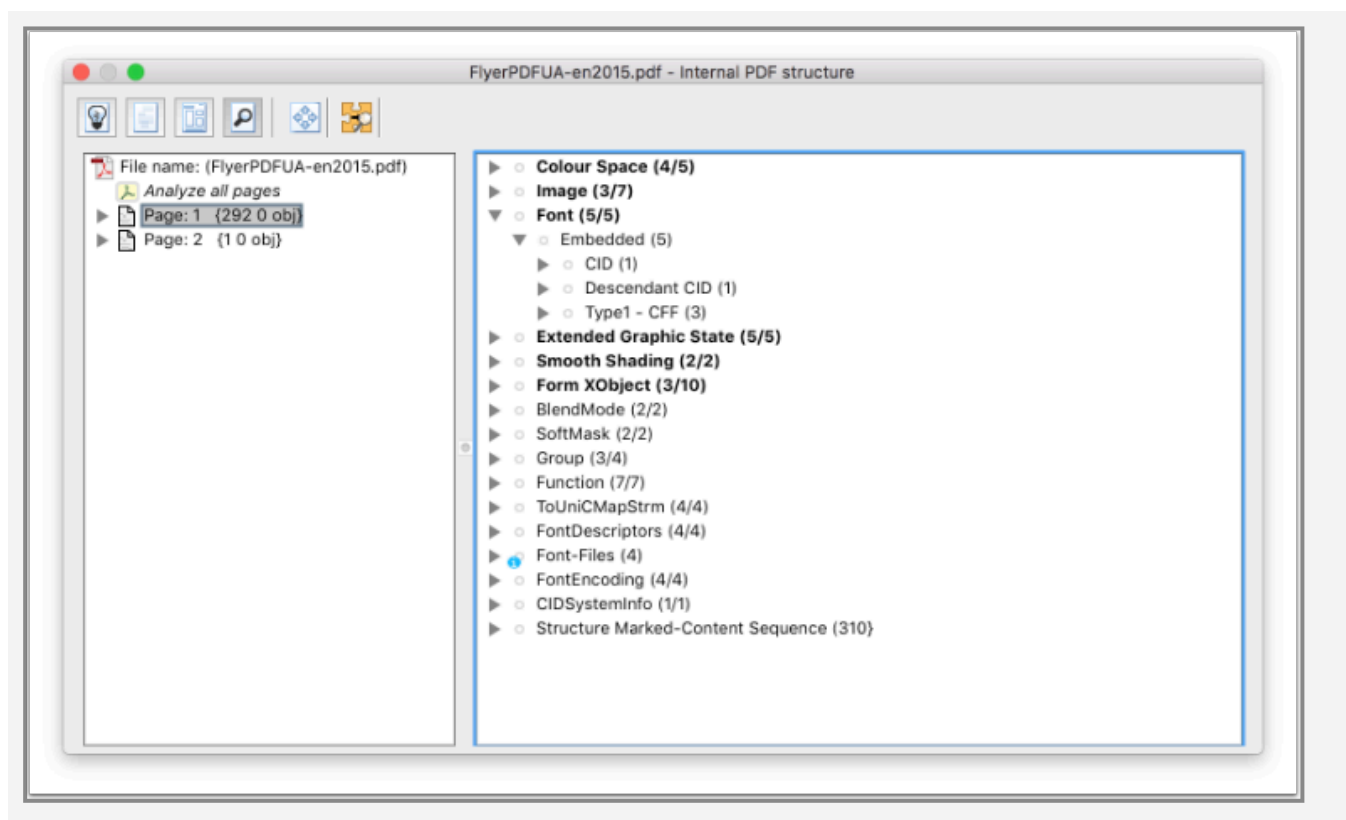 FlyerPDFUA-en2015.pdf - Internal PDF structure
File name: (FlyerPDFUA-en2015.pdf)
Analyze all pages
Page: 1 {292 0 obj}
Page: 2 {1 0 obj}
Colour Space (4/5)
Image (3/7)
Font (5/5)
Embedded (5)
CID (1)
Descendant CID (1)
Type1 - CFF (3)
Extended Graphic State (5/5)
Smooth Shading (2/2)
Form XObject (3/10)
BlendMode (2/2)
SoftMask (2/2)
Group (3/4)
Function (7/7)
ToUniCMapStrm (4/4)
FontDescriptors (4/4)
Font-Files (4)
FontEncoding (4/4)
CIDSystemInfo (1/1)
Structure Marked-Content Sequence (310}